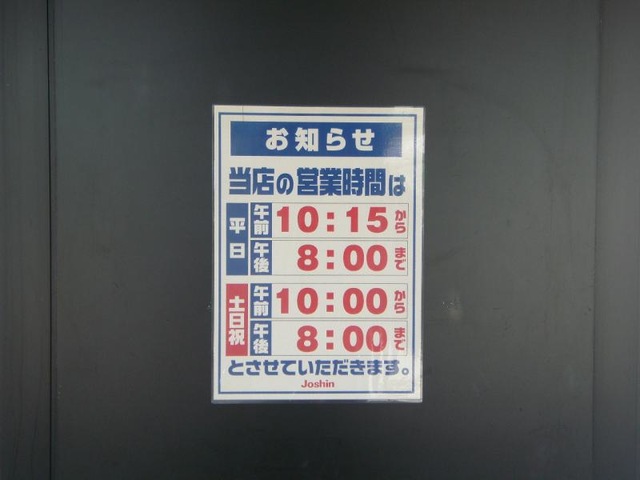 お知らせ
当店の営業時間は
平日 午前 10:15 から
午後 8:00 まで
土日祝 午前 10:00 から
午後 8:00 まで
とさせていただきます。
Joshin